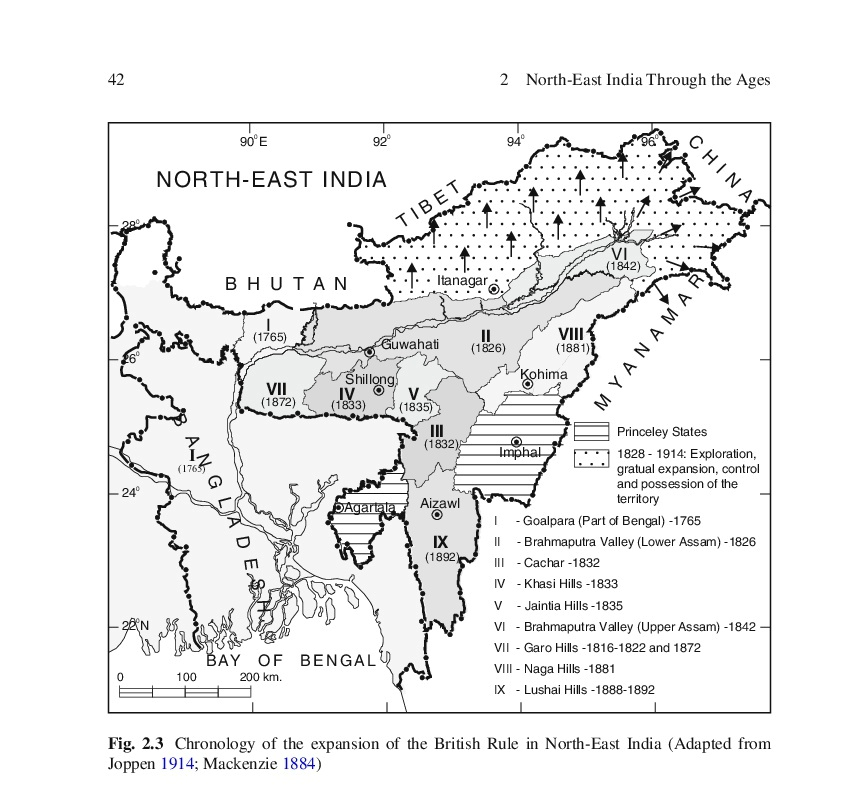 42
2 North-East India Through the Ages
90°E 92° 94° 96°
NORTH-EAST INDIA
TIBET
CHINA
28°
BHUTAN
Itanagar
VI
(1842)
I
(1765)
II
(1826)
VIII
(1881)
Guwahati
26°
MYANAMAR
Shillong
Kohima
VII
(1872)
IV
(1833)
V
(1835)
III
(1832)
Imphal
BANGLADESH
I
(1765)
Princeley States
1828 - 1914: Exploration,
gratual expansion, control
and possession of the
territory
24°
Agartala
Aizawl
IX
(1892)
I - Goalpara (Part of Bengal) -1765
II - Brahmaputra Valley (Lower Assam) -1826
III - Cachar -1832
IV - Khasi Hills -1833
V - Jaintia Hills -1835
VI - Brahmaputra Valley (Upper Assam) -1842
VII - Garo Hills -1816-1822 and 1872
VIII - Naga Hills -1881
IX - Lushai Hills -1888-1892
22°N
BAY OF BENGAL
0 100 200 km.
Fig. 2.3 Chronology of the expansion of the British Rule in North-East India (Adapted from
Joppen 1914; Mackenzie 1884)